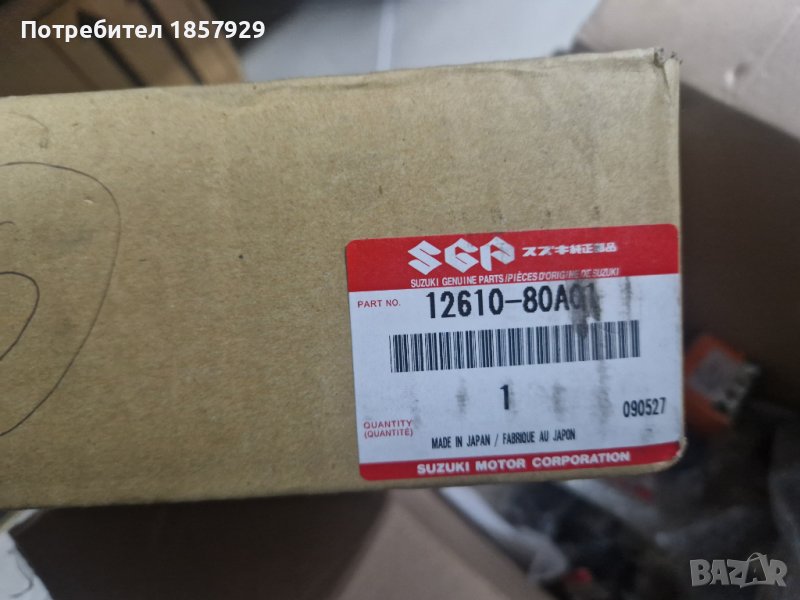 Потребител 1857929
SGP スズキ純正部品
SUZUKI GENUINE PARTS/PIÈCES D'ORIGINE DE SUZUKI
PART NO. 12610-80A01
1
090527
QUANTITY
(QUANTITÉ)
MADE IN JAPAN / FABRIQUE AU JAPON
SUZUKI MOTOR CORPORATION
BAZAR